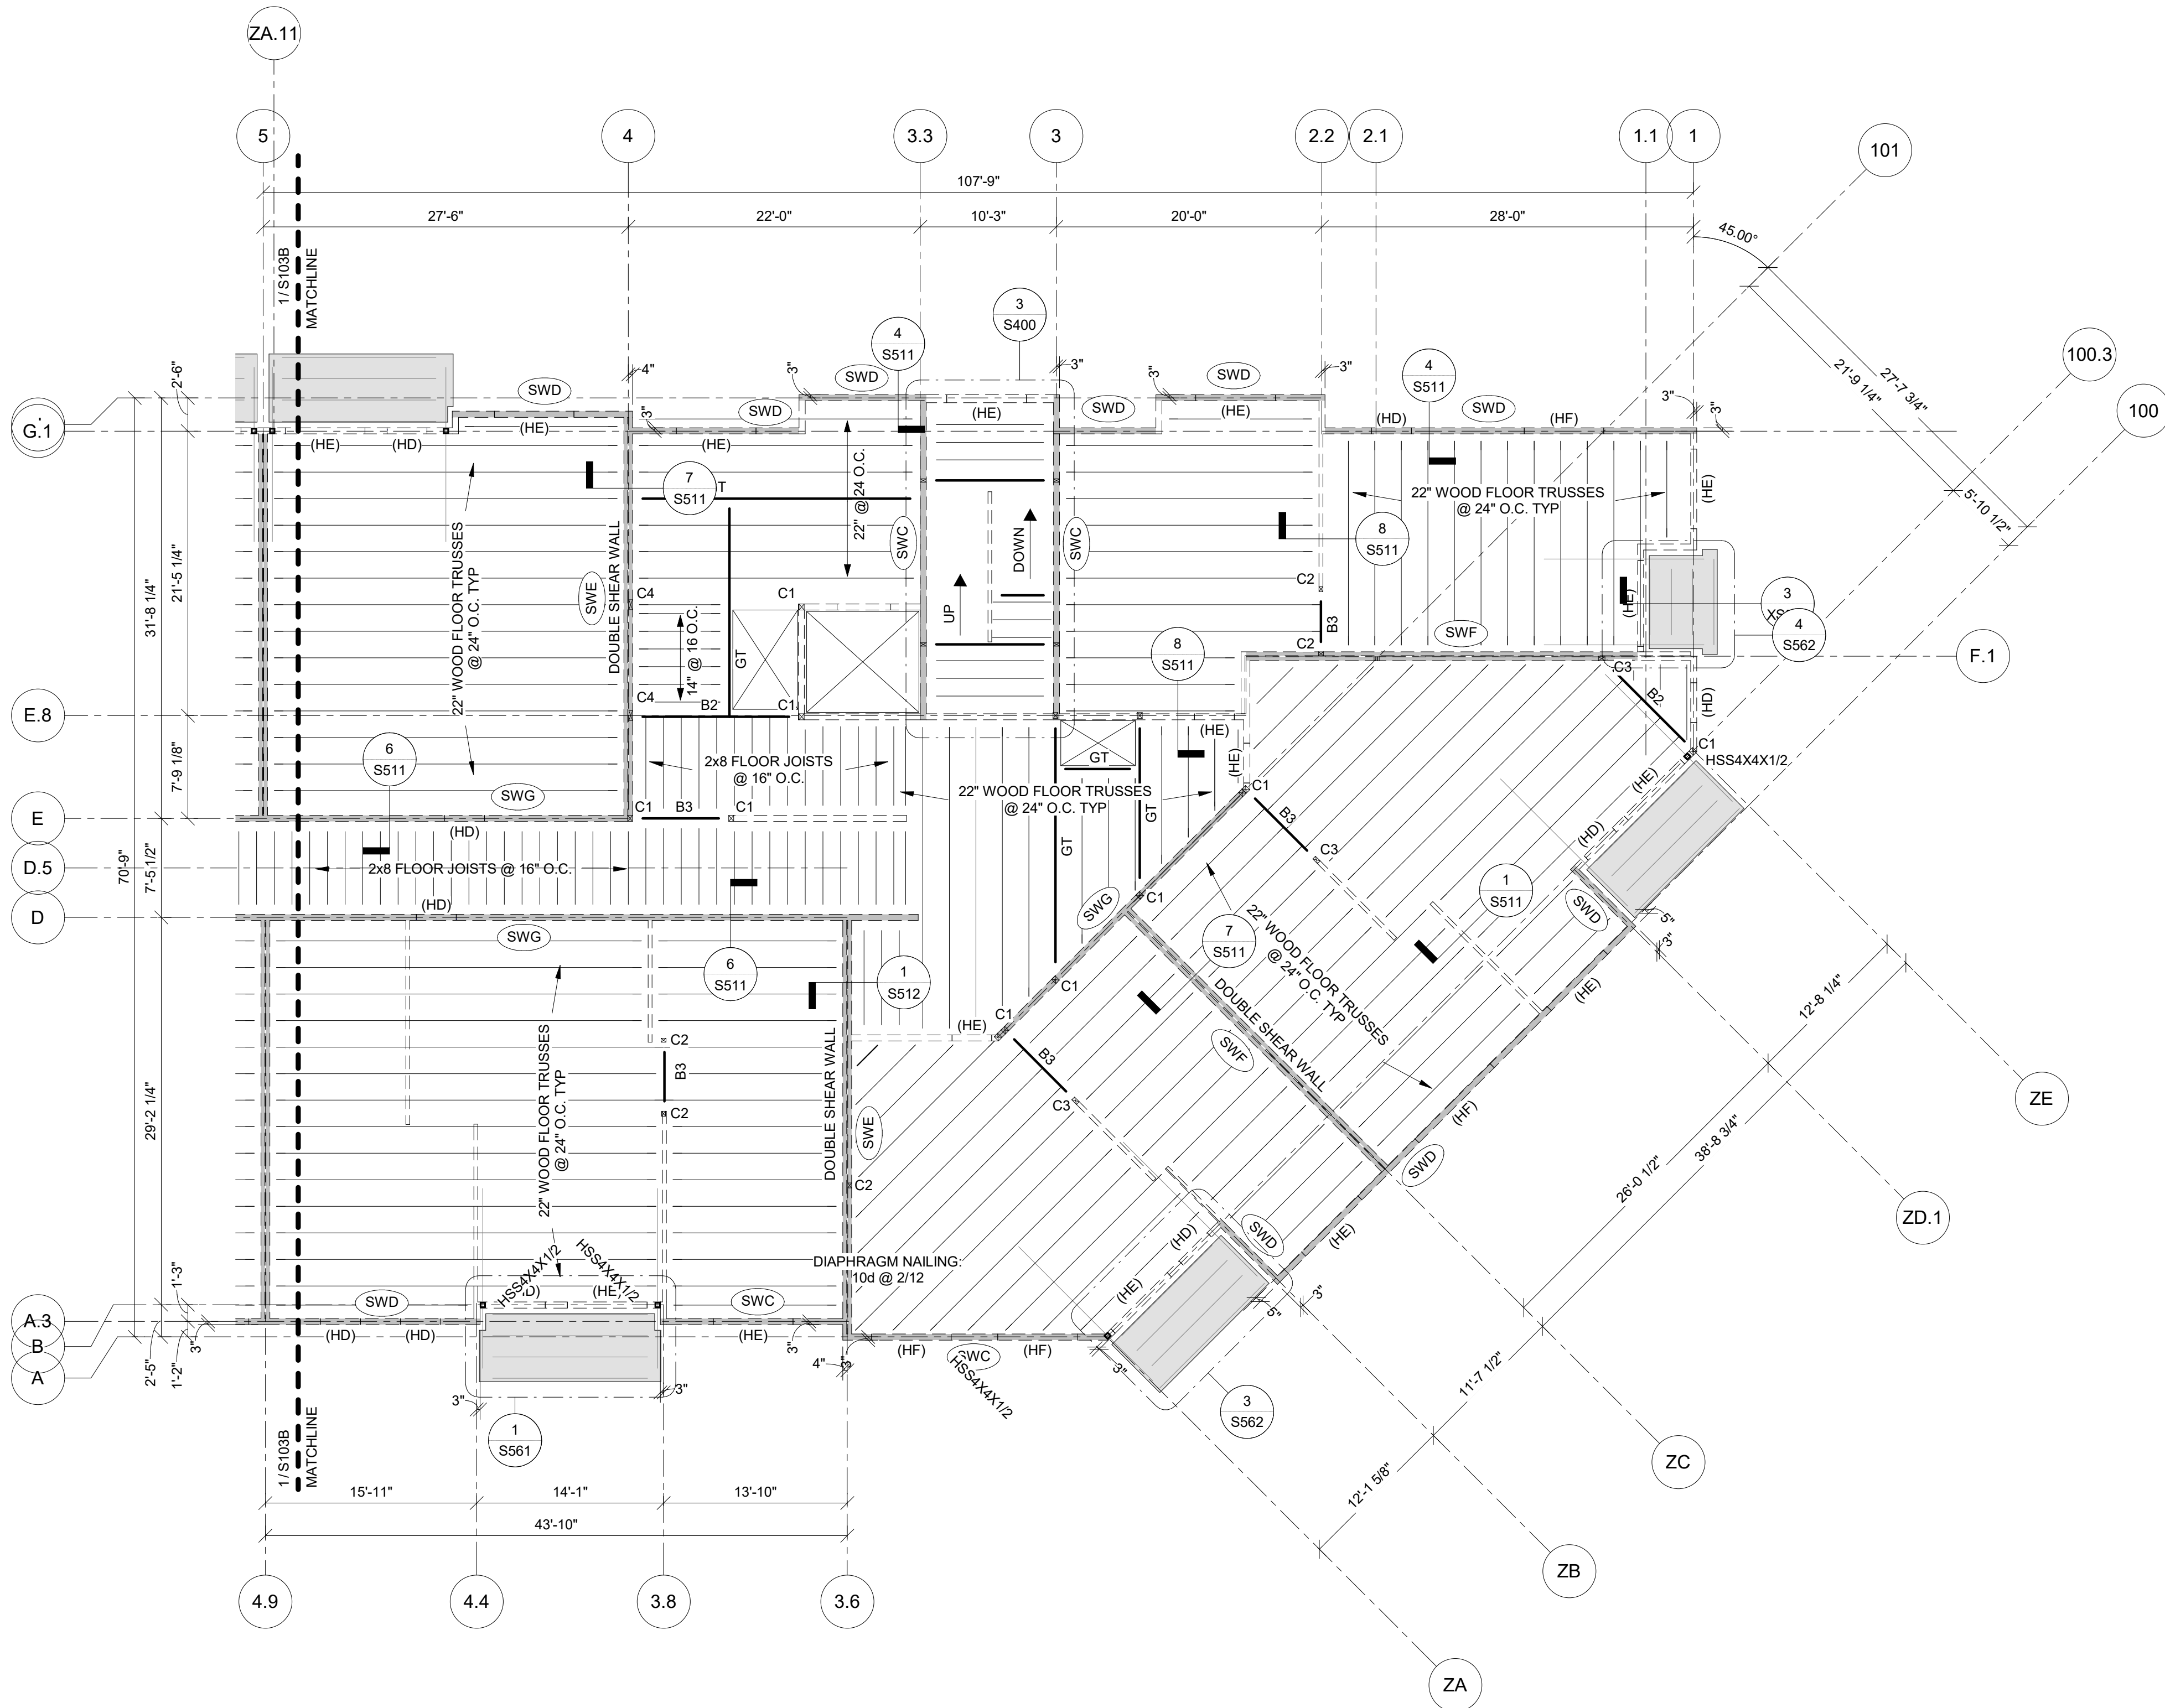 ZA.11
5
4
3.3
3
2.2
2.1
1.1
1
101
107'-9"
27'-6"
22'-0"
10'-3"
20'-0"
28'-0"
45.00°
1 / S103B
MATCHLINE
3
S400
4
S511
4
S511
21'-9 1/4"
27'-7 3/4"
5'-10 1/2"
100.3
100
2'-6"
4"
3"
3"
3"
3"
3"
3"
3"
SWD
SWD
SWD
SWD
SWD
SWD
G.1
(HE)
(HD)
(HE)
(HE)
(HE)
(HE)
(HD)
(HF)
(HE)
7
S511
T
22" @ 24 O.C.
SWC
SWC
DOWN
UP
22" WOOD FLOOR TRUSSES
@ 24" O.C. TYP
8
S511
22" WOOD FLOOR TRUSSES
@ 24" O.C. TYP
DOUBLE SHEAR WALL
SWE
31'-8 1/4"
21'-5 1/4"
C4
C1
14" @ 16 O.C.
GT
C2
B3
C2
8
S511
SWF
(HE)
3
4
S562
F.1
C3
B2
(HD)
C4
B2
C1
E.8
7'-9 1/8"
6
S511
2x8 FLOOR JOISTS
@ 16" O.C.
(HE)
GT
(HE)
C1
HSS4X4X1/2
22" WOOD FLOOR TRUSSES
@ 24" O.C. TYP
SWG
C1
B3
C1
GT
GT
C1
B3
(HE)
(HD)
E
(HD)
D.5
70'-9"
7'-5 1/2"
2x8 FLOOR JOISTS @ 16" O.C.
C3
1
S511
(HD)
D
SWG
6
S511
1
S512
SWG
C1
7
S511
22" WOOD FLOOR TRUSSES
@ 24" O.C. TYP
SWD
5"
3"
C1
C1
(HE)
(HE)
DOUBLE SHEAR WALL
SWF
12'-8 1/4"
C2
B3
C2
B3
C3
22" WOOD FLOOR TRUSSES
@ 24" O.C. TYP
DOUBLE SHEAR WALL
SWE
C2
29'-2 1/4"
(HF)
SWD
26'-0 1/2"
38'-8 3/4"
ZE
ZD.1
HSS4X4X1/2
HSS4X4X1/2
DIAPHRAGM NAILING:
10d @ 2/12
(HD)
(HE)
SWD
(HE)
3"
5"
1'-3"
A.3
B
A
2'-5"
1'-2"
3"
SWD
(HE)
SWC
(HD)
(HD)
(HE)
3"
4"
3"
(HF)
(HF)
HSS4X4X1/2
3"
3"
3"
1
S561
3
S562
11'-7 1/2"
12'-1 5/8"
1 / S103B
MATCHLINE
15'-11"
14'-1"
13'-10"
43'-10"
4.9
4.4
3.8
3.6
ZC
ZB
ZA